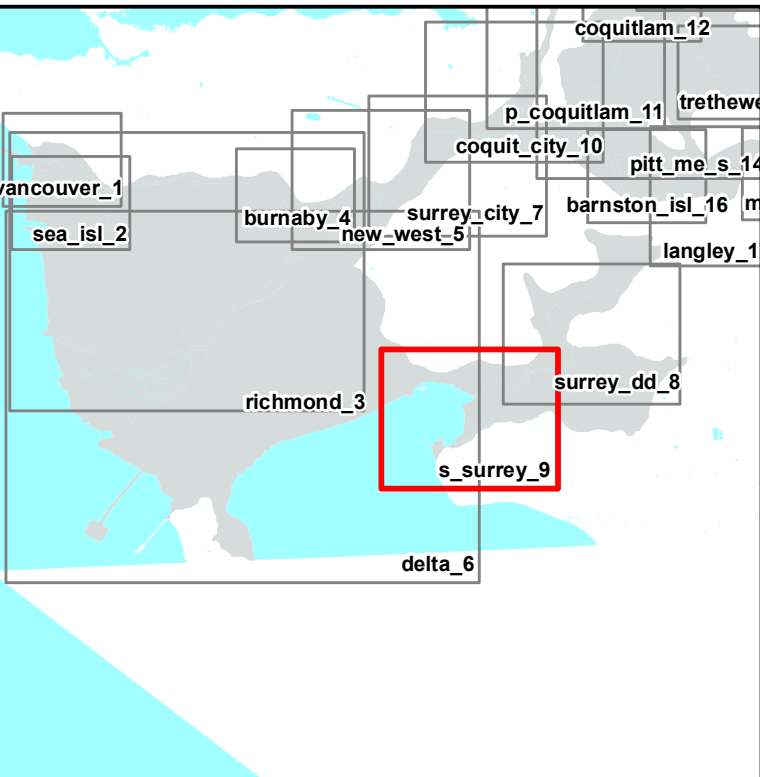 coquitlam_12
trethewe
p_coquitlam_11
coquit_city_10
pitt_me_s_14
vancouver_1
barnston_isl_16
m
burnaby_4
surrey_city_7
sea_isl_2
new_west_5
langley_1
surrey_dd_8
richmond_3
s_surrey_9
delta_6